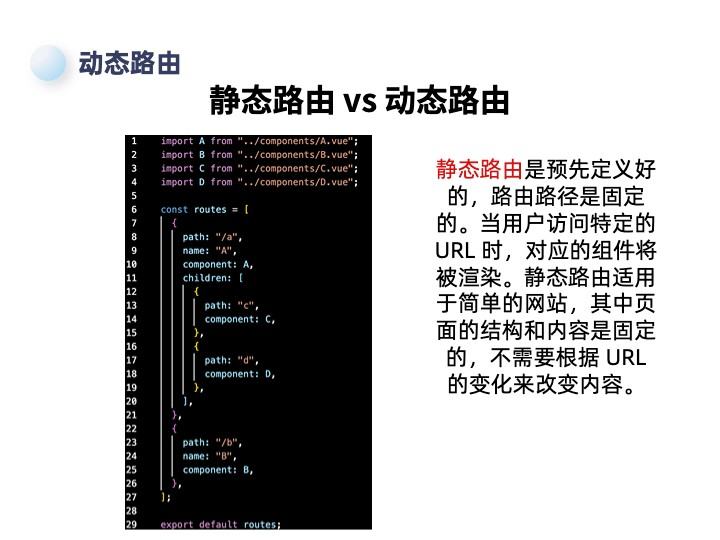 动态路由
静态路由 vs 动态路由
1 import A from "../components/A.vue";
2 import B from "../components/B.vue";
3 import C from "../components/C.vue";
4 import D from "../components/D.vue";
5
6 const routes = [
7 {
8 path: "/a",
9 name: "A",
10 component: A,
11 children: [
12 {
13 path: "c",
14 component: C,
15 },
16 {
17 path: "d",
18 component: D,
19 },
20 ],
21 },
22 {
23 path: "/b",
24 name: "B",
25 component: B,
26 },
27 ];
28
29 export default routes;
静态路由是预先定义好
的，路由路径是固定
的。当用户访问特定的
URL 时，对应的组件将
被渲染。静态路由适用
于简单的网站，其中页
面的结构和内容是固定
的，不需要根据 URL
的变化来改变内容。